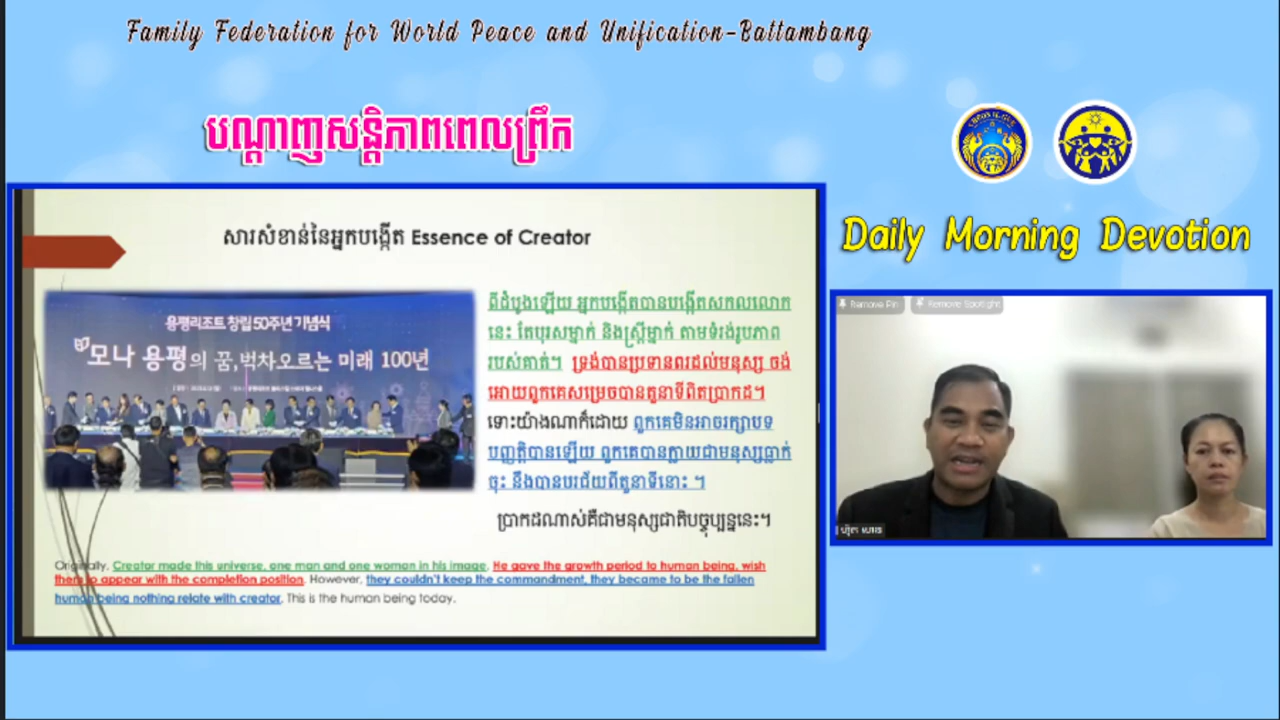 Family Federation for World Peace and Unification-Battambang
បណ្តាញសន្តិភាពពេលព្រឹក
CHEON IL GUK
Daily Morning Devotion
សារសំខាន់នៃអ្នកបង្កើត Essence of Creator
용평리조트 창립 50주년 기념식
모나 용평의 꿈, 벅차오르는 미래 100년
ពីដំបូងឡើយ អ្នកបង្កើតបានបង្កើតសកលលោក
នេះ តែបុរសម្នាក់ និងស្ត្រីម្នាក់ តាមទំរង់រូបភាព
របស់គាត់។ ទ្រង់បានប្រទានពរដល់មនុស្ស ចង់
អោយពួកគេសម្រេចបានតួនាទីពិតប្រាកដ។
ទោះយ៉ាងណាក៏ដោយ ពួកគេមិនអាចរក្សាបទ
បញ្ញត្តិបានឡើយ ពួកគេបានក្លាយជាមនុស្សធ្លាក់
ចុះ នឹងបានបរជ័យពីតួនាទីនោះ ។
ប្រាកដណាស់គឺជាមនុស្សជាតិបច្ចុប្បន្ននេះ។
Originally, Creator made this universe, one man and one woman in his image. He gave the growth period to human being, wish
them to appear with the completion position. However, they couldn't keep the commandment, they became to be the fallen
human being nothing relate with creator. This is the human being today.
Remove Pin
Remove Spotlight